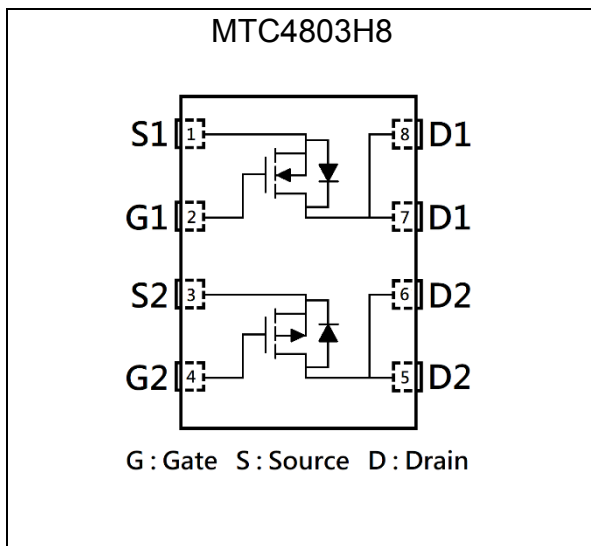 MTC4803H8
S1 1 8 D1
G1 2 7 D1
S2 3 6 D2
G2 4 5 D2
G : Gate S : Source D : Drain